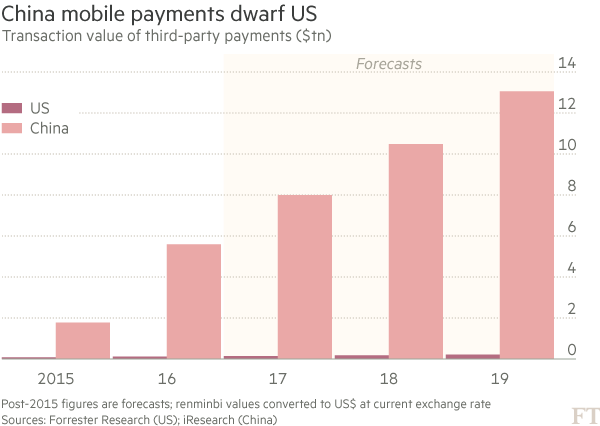 China mobile payments dwarf US
Transaction value of third-party payments ($tn)
Forecasts
14
US
12
China
10
8
6
4
2
0
2015 16 17 18 19
Post-2015 figures are forecasts; renminbi values converted to US$ at current exchange rate
Sources: Forrester Research (US); iResearch (China)
FT